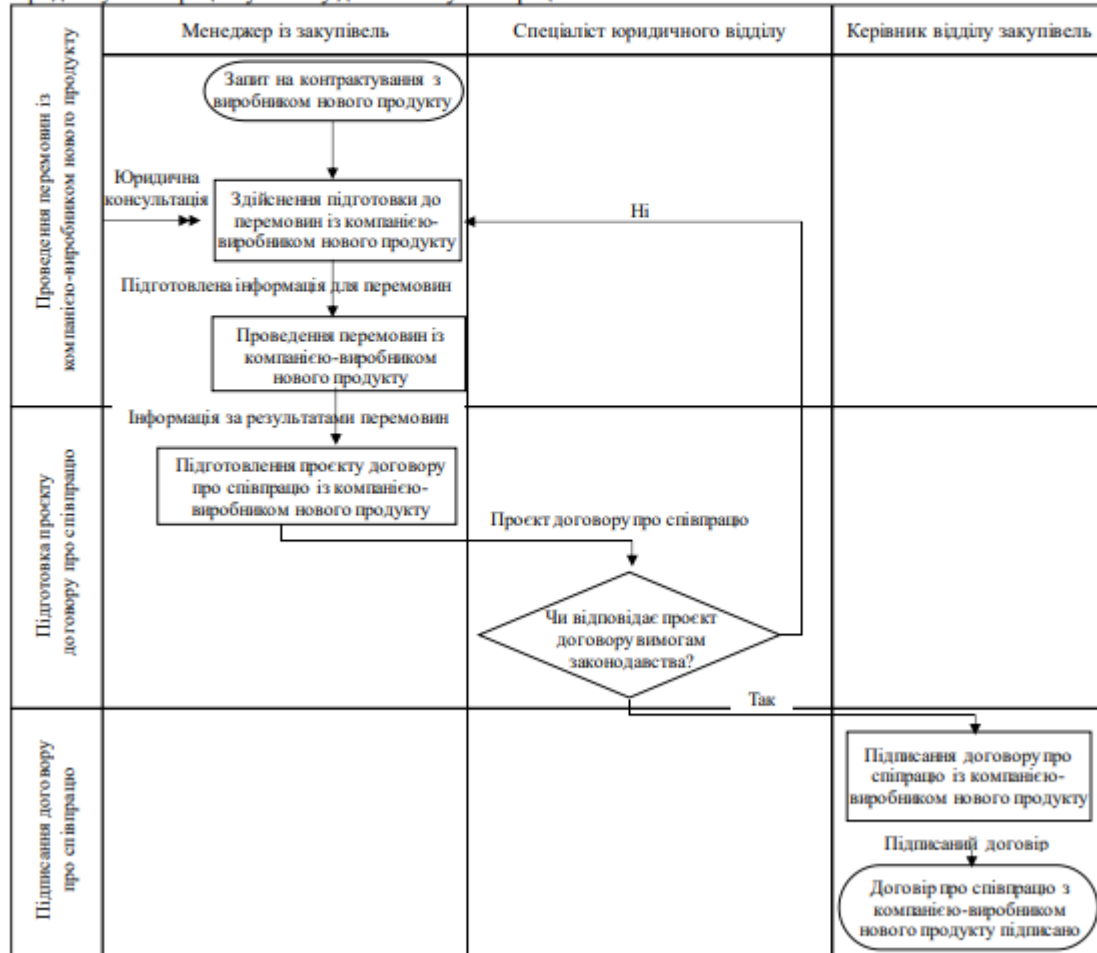 Менеджер із закупівель
Спеціаліст юридичного відділу
Керівник відділу закупівель
Проведення перемовин із
компанією-виробником нового продукту
Запит на контрактування з
виробником нового продукту
Юридична
консультація
Здійснення підготовки до
перемовин із компанією-
виробником нового продукту
Ні
Підготовлена інформація для перемовин
Проведення перемовин із
компанією-виробником
нового продукту
Інформація за результатами перемовин
Підготовка проєкту
договору про співпрацю
Підготовлення проєкту договору
про співпрацю із компанією-
виробником нового продукту
Проєкт договору про співпрацю
Чи відповідає проєкт
договору вимогам
законодавства?
Так
Підписання договору
про співпрацю
Підписання договору про
спіпрацю із компанією-
виробником нового продукту
Підписаний договір
Договір про співпрацю з
компанією-виробником
нового продукту підписано